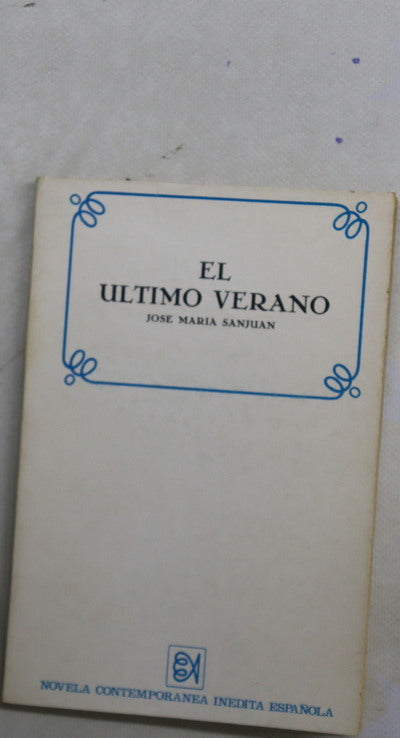 EL
ULTIMO VERANO
JOSE MARIA SANJUAN
NOVELA CONTEMPORANEA INEDITA ESPAÑOLA